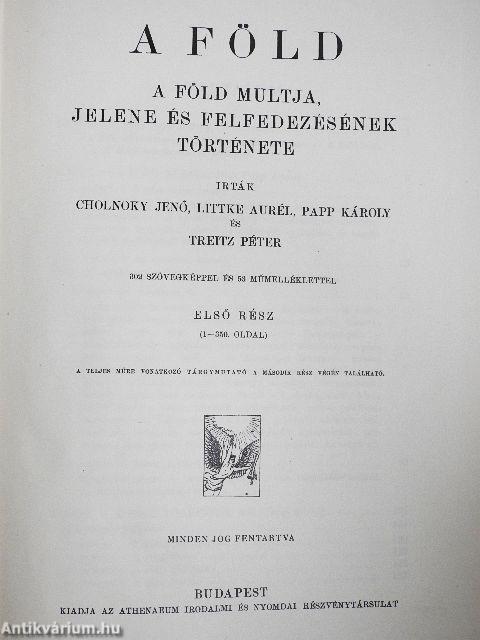 A FÖLD
A FÖLD MULTJA,
JELENE ÉS FELFEDEZÉSÉNEK
TÖRTÉNETE
IRTÁK
CHOLNOKY JENŐ, LITTKE AURÉL, PAPP KÁROLY
ÉS
TREITZ PÉTER
302 SZÖVEGKÉPPEL ÉS 53 MŰMELLÉKLETTEL
ELSŐ RÉSZ
(1—350. OLDAL)
A TELJES MŰRE VONATKOZÓ TÁRGYMUTATÓ A MÁSODIK RÉSZ VÉGÉN TALÁLHATÓ.
MINDEN JOG FENTARTVA
BUDAPEST
KIADJA AZ ATHENAEUM IRODALMI ÉS NYOMDAI RÉSZVÉNYTÁRSULAT
Antikvárium.hu